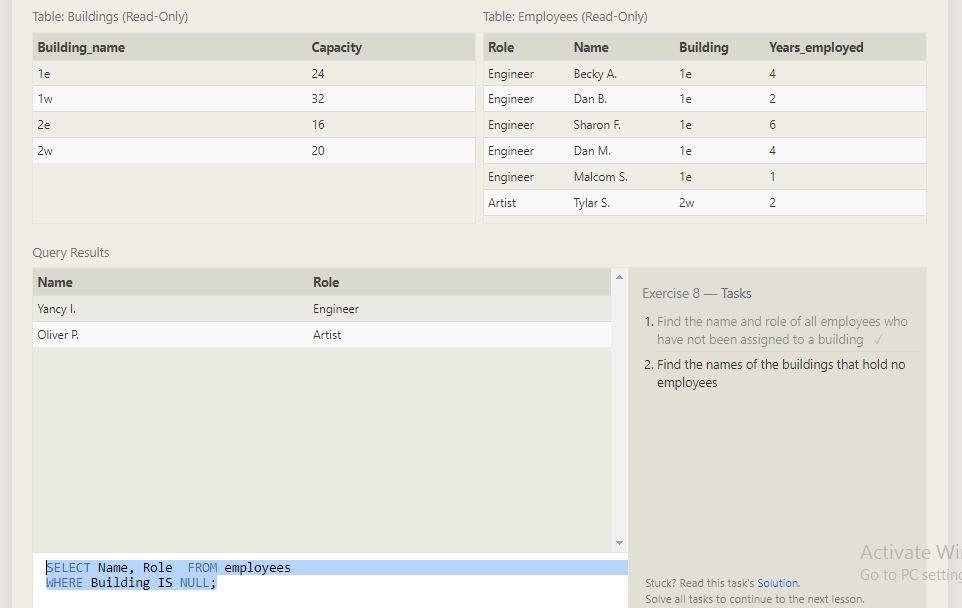 Table: Buildings (Read-Only)
Building_name Capacity
1e 24
1w 32
2e 16
2w 20
Table: Employees (Read-Only)
Role Name Building Years_employed
Engineer Becky A. 1e 4
Engineer Dan B. 1e 2
Engineer Sharon F. 1e 6
Engineer Dan M. 1e 4
Engineer Malcom S. 1e 1
Artist Tylar S. 2w 2
Query Results
Name Role
Yancy I. Engineer
Oliver P. Artist
SELECT Name, Role  FROM employees
WHERE Building IS NULL;
Exercise 8 — Tasks
1. Find the name and role of all employees who
have not been assigned to a building ✓
2. Find the names of the buildings that hold no
employees
Stuck? Read this task's Solution.
Solve all tasks to continue to the next lesson.
Activate Wi
Go to PC setting